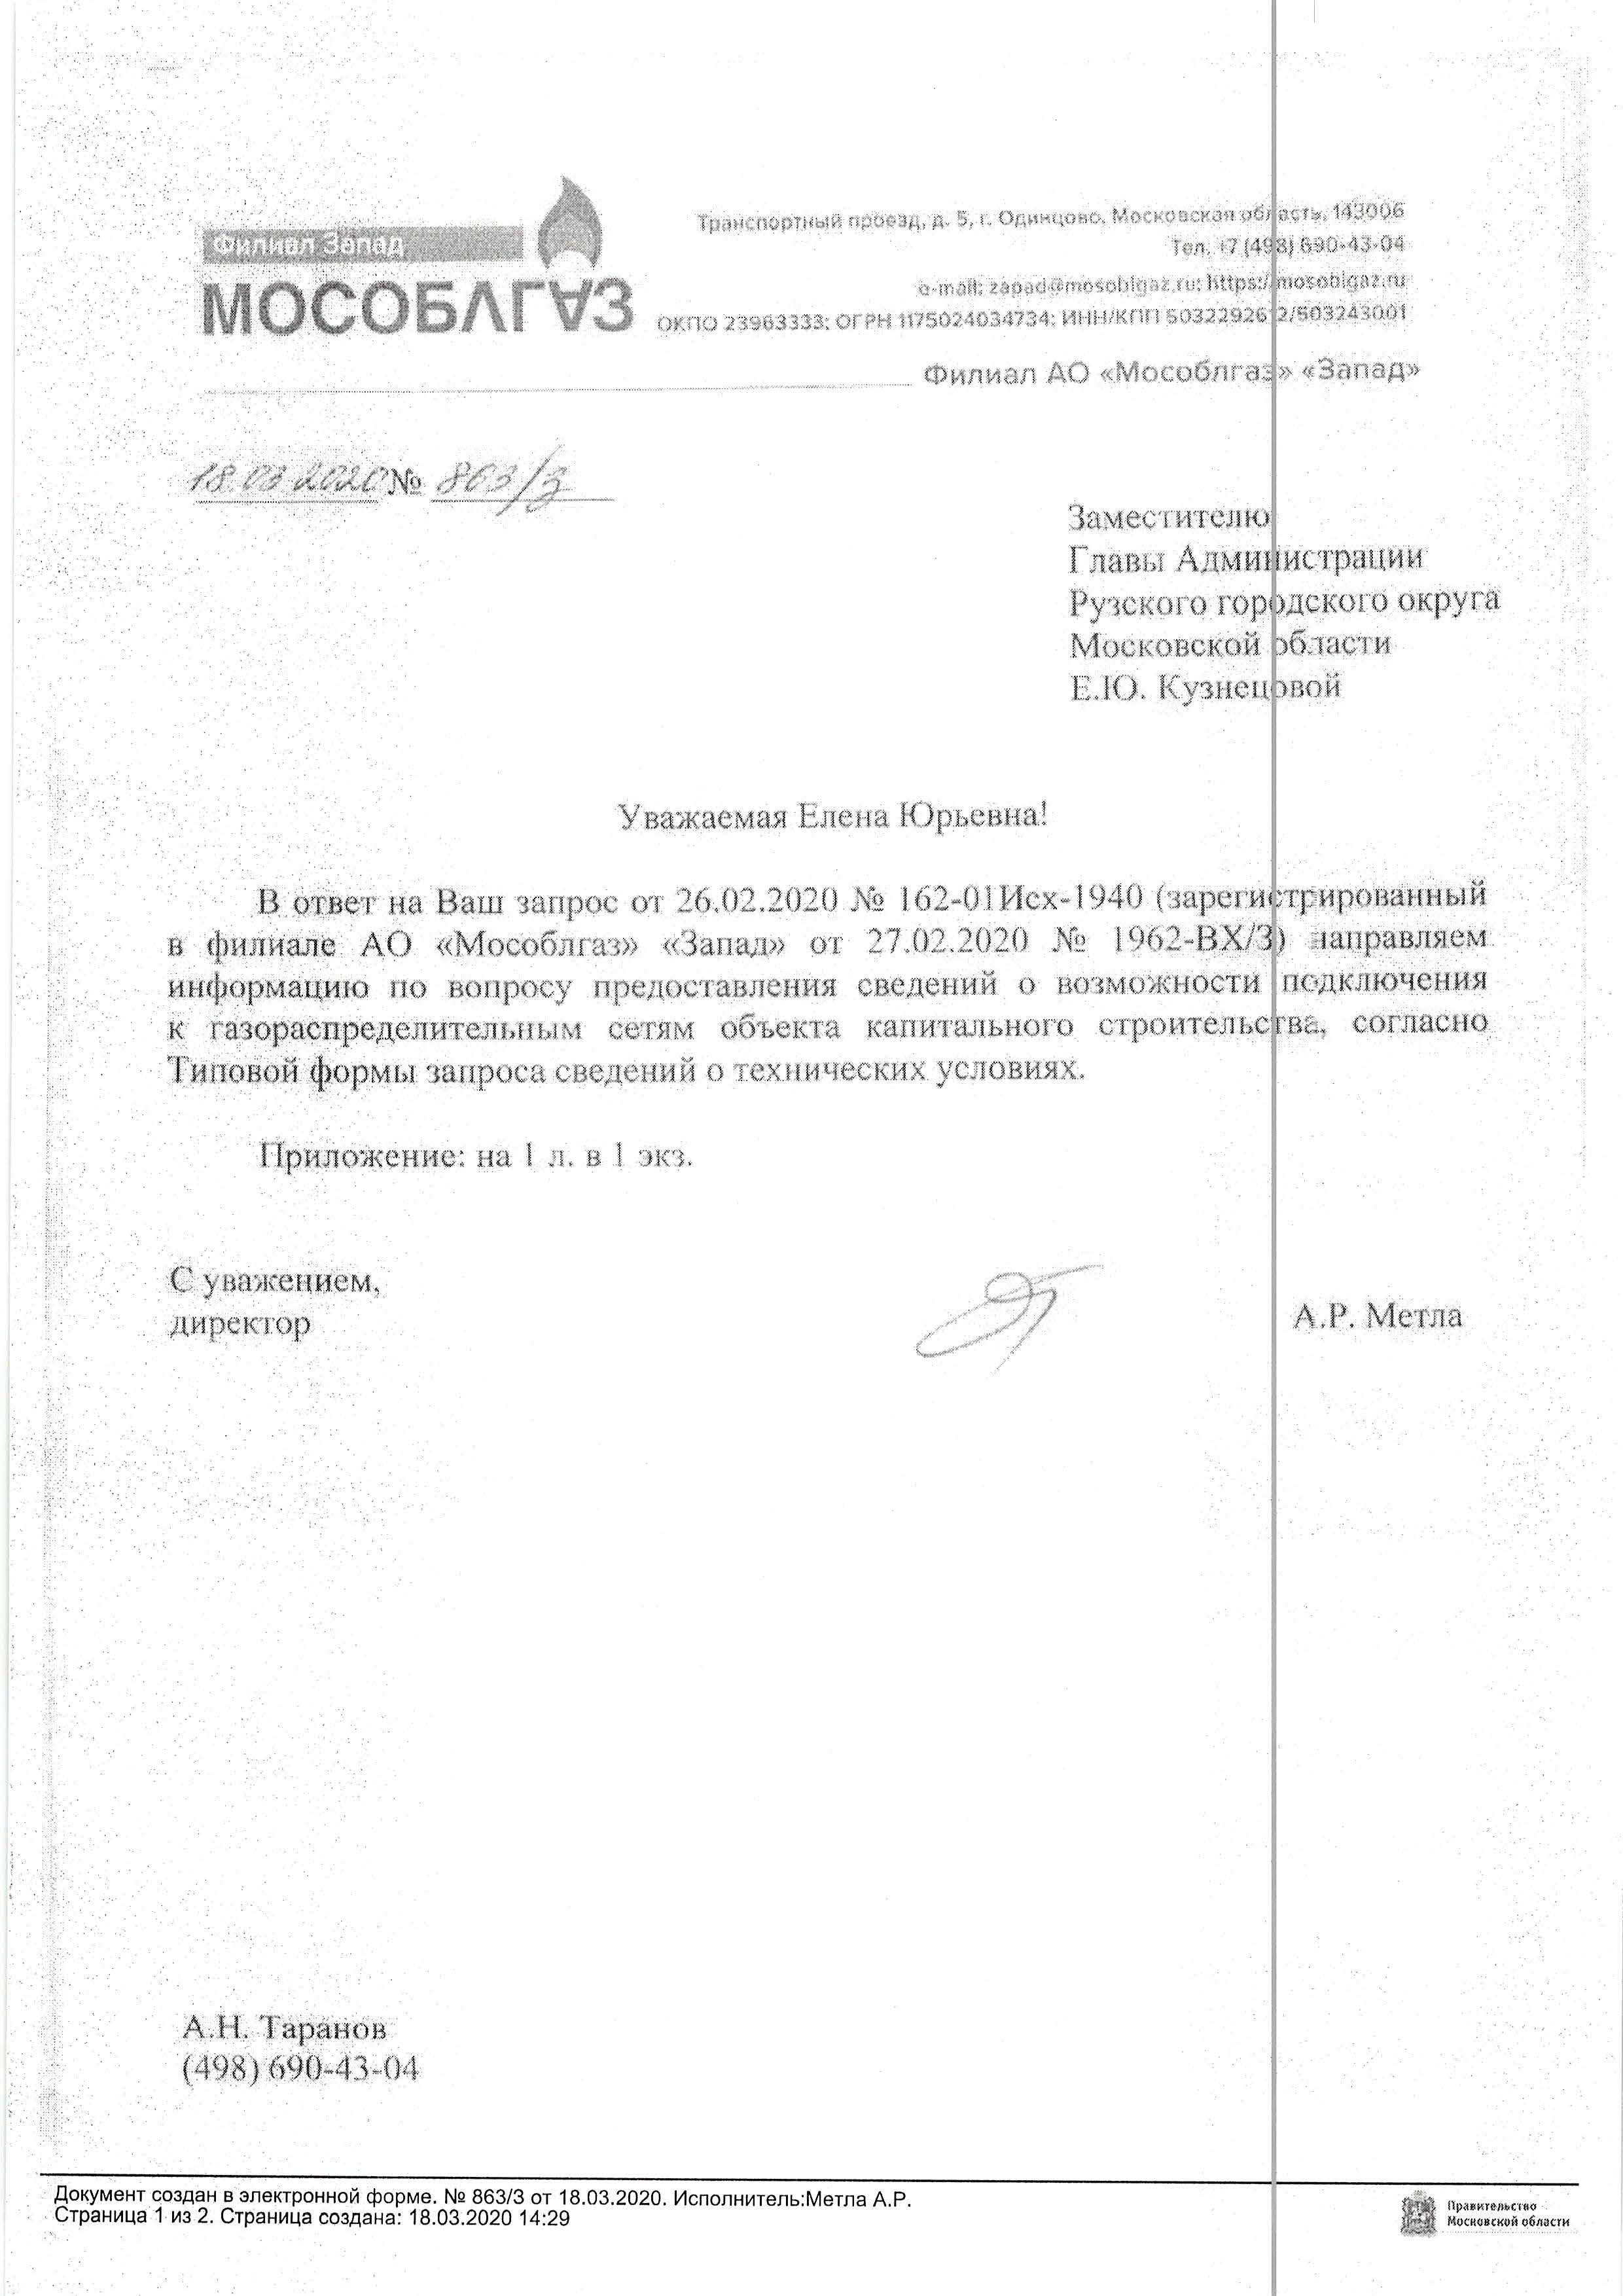 Филиал Запад
МОСОБЛГАЗ
Транспортный проезд, д. 5, г. Одинцово, Московская область, 143006
Тел. +7 (498) 690-43-04
e-mail: zapad@mosoblgaz.ru; https://mosoblgaz.ru
ОКПО 23963333; ОГРН 1175024034734; ИНН/КПП 5032292612/503243001
Филиал АО «Мособлгаз» «Запад»
18.03 2020 № 863/З
Заместителю
Главы Администрации
Рузского городского округа
Московской области
Е.Ю. Кузнецовой
Уважаемая Елена Юрьевна!
В ответ на Ваш запрос от 26.02.2020 № 162-01Исх-1940 (зарегистрированный
в филиале АО «Мособлгаз» «Запад» от 27.02.2020 № 1962-ВХ/З) направляем
информацию по вопросу предоставления сведений о возможности подключения
к газораспределительным сетям объекта капитального строительства, согласно
Типовой формы запроса сведений о технических условиях.
Приложение: на 1 л. в 1 экз.
С уважением,
директор
А.Р. Метла
А.Н. Таранов
(498) 690-43-04
Документ создан в электронной форме. № 863/З от 18.03.2020. Исполнитель:Метла А.Р.
Страница 1 из 2. Страница создана: 18.03.2020 14:29
Правительство
Московской области